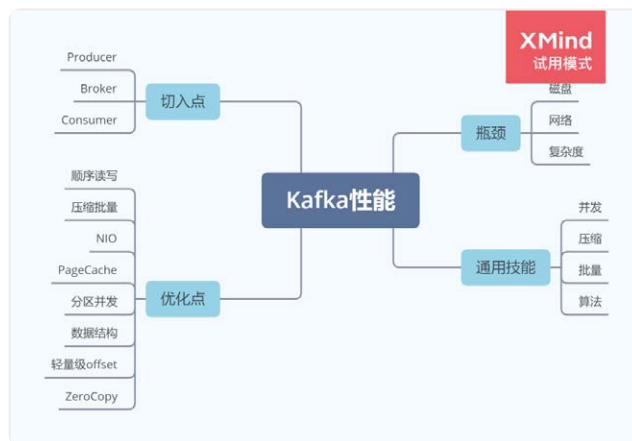 XMind
试用模式
Producer
Broker
Consumer
切入点
磁盘
网络
复杂度
瓶颈
Kafka性能
顺序读写
压缩批量
NIO
PageCache
分区并发
数据结构
轻量级offset
ZeroCopy
优化点
并发
压缩
批量
算法
通用技能